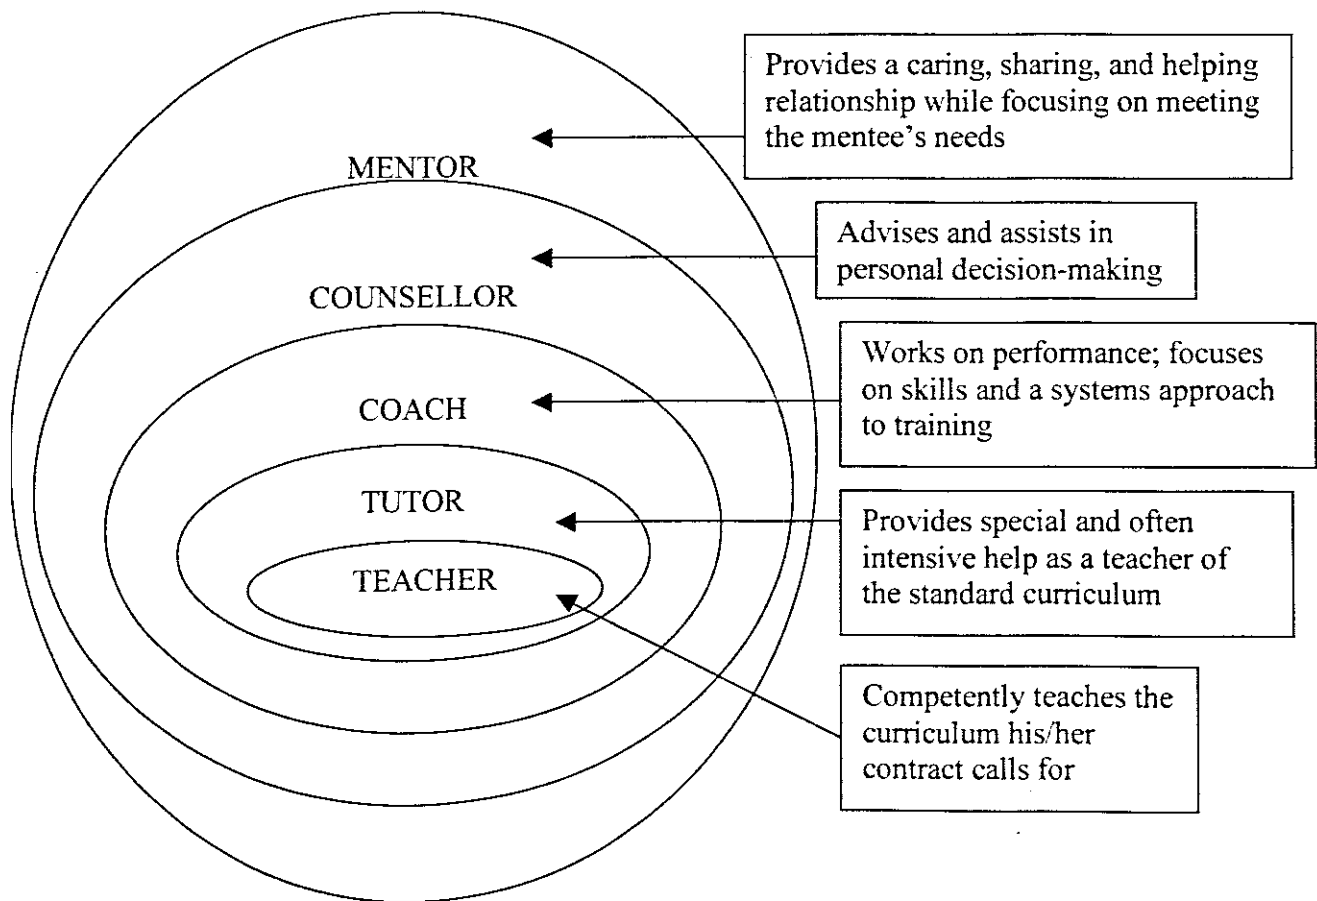 Provides a caring, sharing, and helping
relationship while focusing on meeting
the mentee's needs
MENTOR
Advises and assists in
personal decision-making
COUNSELLOR
Works on performance; focuses
on skills and a systems approach
to training
COACH
TUTOR
Provides special and often
intensive help as a teacher of
the standard curriculum
TEACHER
Competently teaches the
curriculum his/her
contract calls for